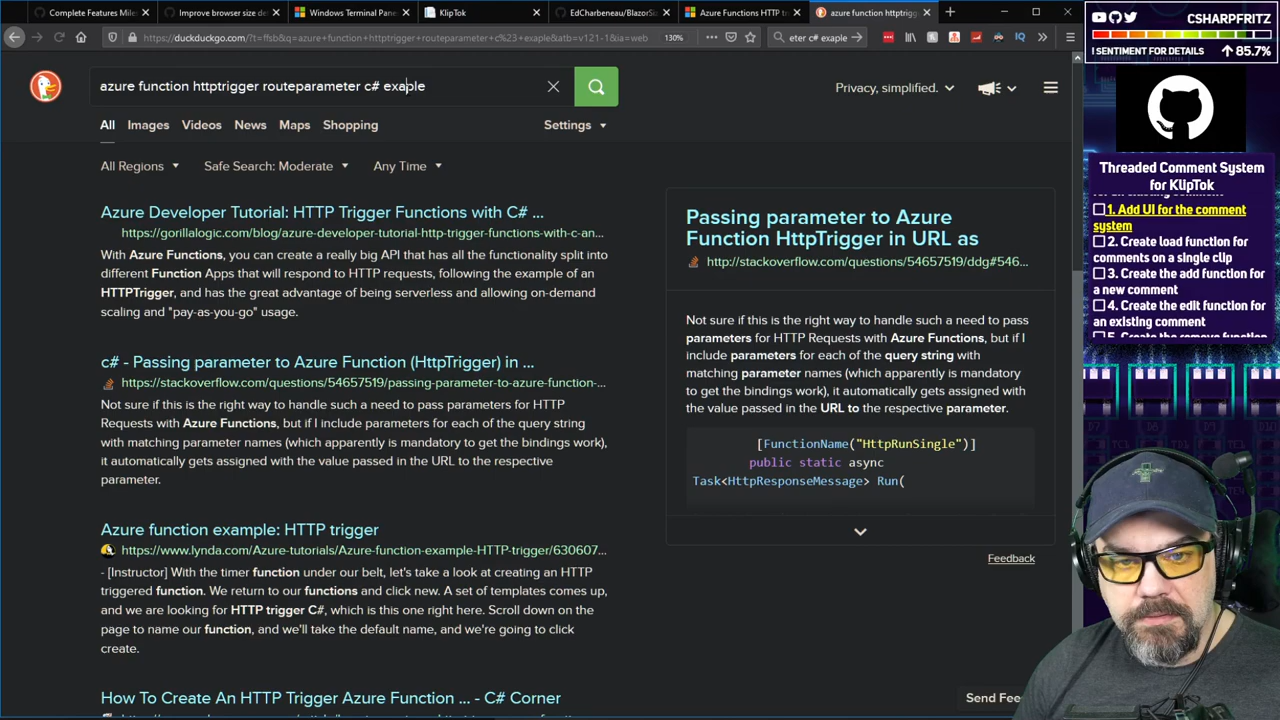 Complete Features Miles
Improve browser size de
Windows Terminal Pane
KlipTok
EdCharbeneau/BlazorSiz
Azure Functions HTTP tr
azure function httptrigg
https://duckduckgo.com/?t=ffsb&q=azure+function+httptrigger+routeparameter+c%23+exaple&atb=v121-1&ia=web
130%
eter c# exaple
CSHARPFRITZ
I SENTIMENT FOR DETAILS
85.7%
azure function httptrigger routeparameter c# exaple
Privacy, simplified.
All
Images
Videos
News
Maps
Shopping
Settings
All Regions
Safe Search: Moderate
Any Time
Azure Developer Tutorial: HTTP Trigger Functions with C# ...
https://gorillalogic.com/blog/azure-developer-tutorial-http-trigger-functions-with-c-an...
With Azure Functions, you can create a really big API that has all the functionality split into
different Function Apps that will respond to HTTP requests, following the example of an
HTTPTrigger, and has the great advantage of being serverless and allowing on-demand
scaling and "pay-as-you-go" usage.
c# - Passing parameter to Azure Function (HttpTrigger) in ...
https://stackoverflow.com/questions/54657519/passing-parameter-to-azure-function-...
Not sure if this is the right way to handle such a need to pass parameters for HTTP
Requests with Azure Functions, but if I include parameters for each of the query string
with matching parameter names (which apparently is mandatory to get the bindings work),
it automatically gets assigned with the value passed in the URL to the respective
parameter.
Azure function example: HTTP trigger
https://www.lynda.com/Azure-tutorials/Azure-function-example-HTTP-trigger/630607...
- [Instructor] With the timer function under our belt, let's take a look at creating an HTTP
triggered function. We return to our functions and click new. A set of templates comes up,
and we are looking for HTTP trigger C#, which is this one right here. Scroll down on the
page to name our function, and we'll take the default name, and we're going to click
create.
How To Create An HTTP Trigger Azure Function ... - C# Corner
Passing parameter to Azure
Function HttpTrigger in URL as
http://stackoverflow.com/questions/54657519/ddg#546...
Not sure if this is the right way to handle such a need to pass
parameters for HTTP Requests with Azure Functions, but if I
include parameters for each of the query string with
matching parameter names (which apparently is mandatory
to get the bindings work), it automatically gets assigned with
the value passed in the URL to the respective parameter.
[FunctionName("HttpRunSingle")]
public static async
Task<HttpResponseMessage> Run(
Feedback
Send Fee
Threaded Comment System
for KlipTok
1. Add UI for the comment
system
2. Create load function for
comments on a single clip
3. Create the add function for
a new comment
4. Create the edit function for
an existing comment
5. Create the remove function